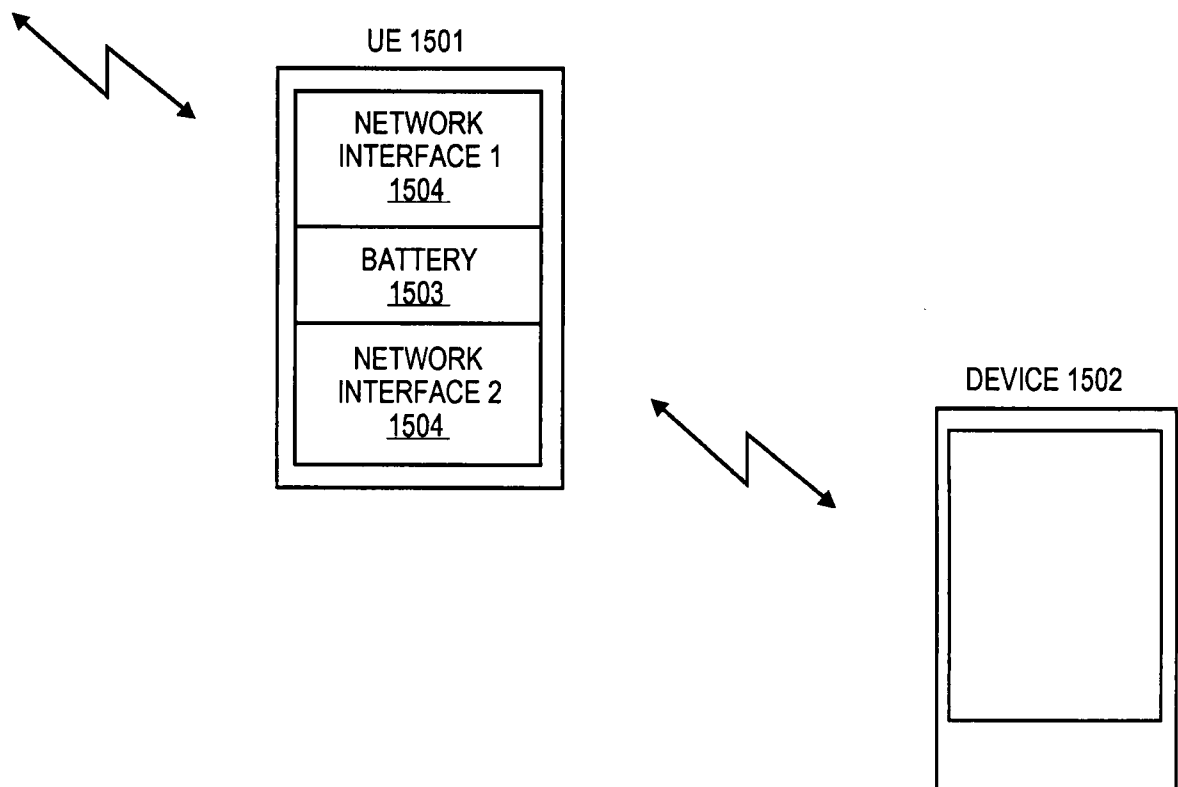 UE 1501
NETWORK
INTERFACE 1
1504
BATTERY
1503
NETWORK
INTERFACE 2
1504
DEVICE 1502